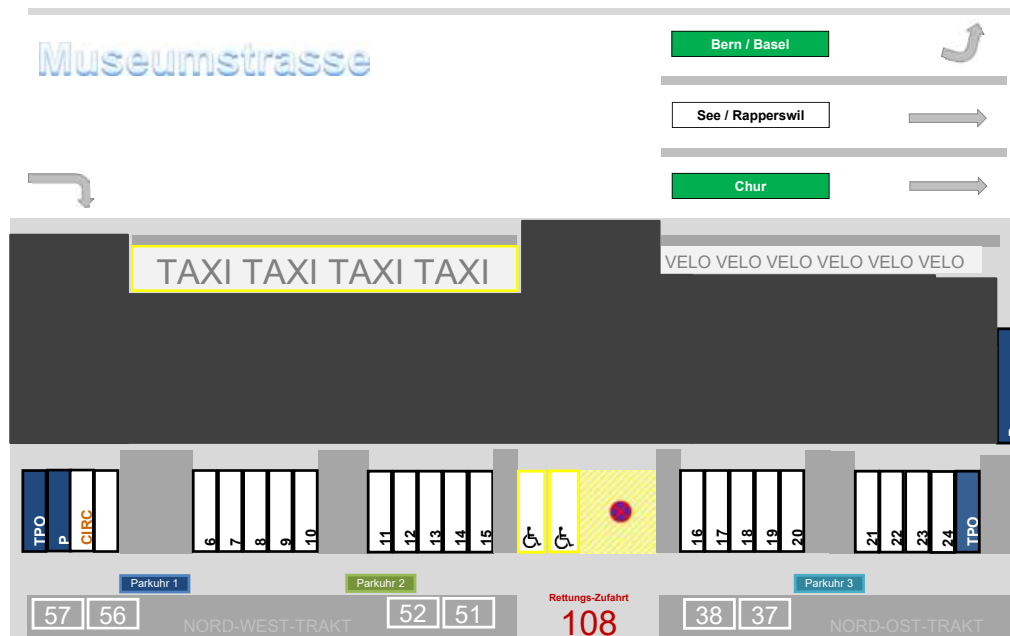 Museumstrasse
Bern / Basel
See / Rapperswil
Chur
TAXI TAXI TAXI TAXI
VELO VELO VELO VELO VELO VELO
TPO
P
CIRC
6
7
8
9
10
11
12
13
14
15
16
17
18
19
20
21
22
23
24
TPO
Parkuhr 1
Parkuhr 2
Parkuhr 3
57
56
NORD-WEST-TRAKT
52
51
Rettungs-Zufahrt
108
38
37
NORD-OST-TRAKT